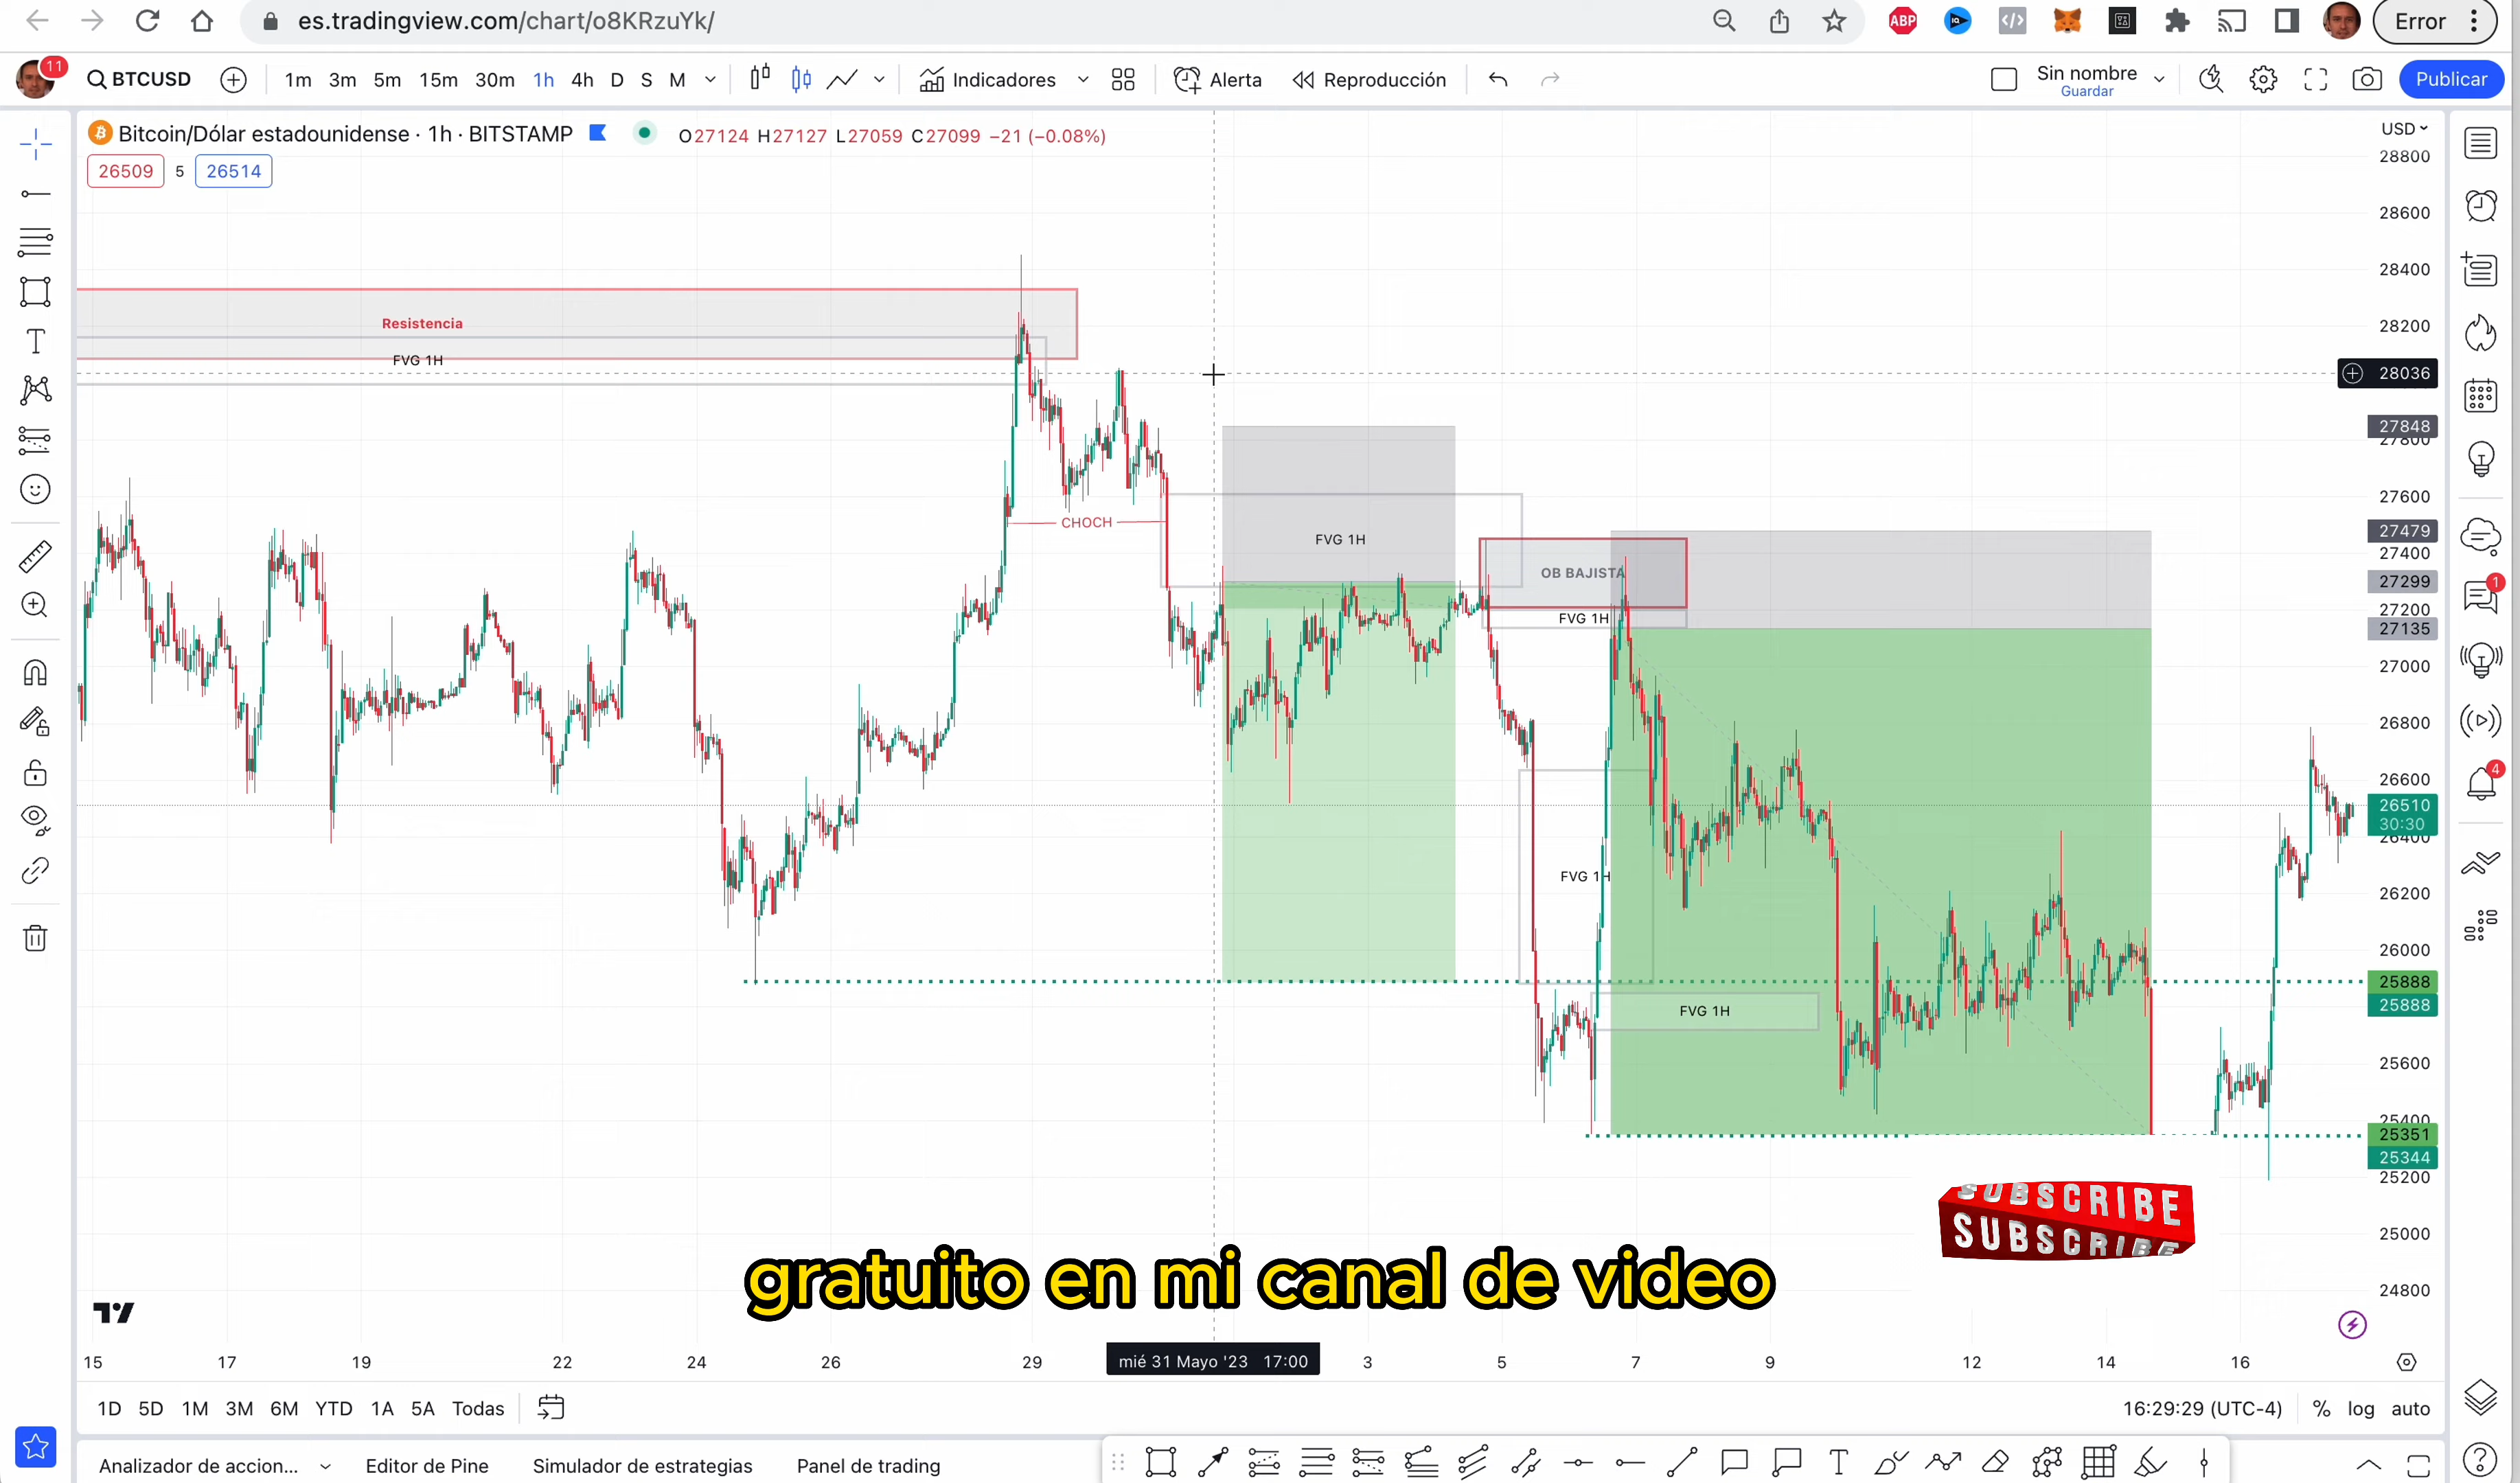 es.tradingview.com/chart/o8KRzuYk/
ABP
Error
11
BTCUSD
1m 3m 5m 15m 30m 1h 4h D S M
Indicadores
Alerta
Reproducción
Sin nombre
Guardar
Publicar
Bitcoin/Dólar estadounidense · 1h · BITSTAMP
O27124 H27127 L27059 C27099 −21 (−0.08%)
26509 5 26514
USD
28800
28600
28400
28200
28036
27848
27800
27600
27479
27400
27299
27200
27135
27000
26800
26600
26510
30:30
26400
26200
26000
25888
25888
25600
25400
25351
25344
25200
25000
24800
Resistencia
FVG 1H
CHOCH
FVG 1H
OB BAJISTA
FVG 1H
FVG 1H
FVG 1H
1
4
SUBSCRIBE
SUBSCRIBE
gratuito en mi canal de video
15 17 19 22 24 26 29 mié 31 Mayo '23 17:00 3 5 7 9 12 14 16
1D 5D 1M 3M 6M YTD 1A 5A Todas
16:29:29 (UTC-4) % log auto
Analizador de accion... Editor de Pine Simulador de estrategias Panel de trading